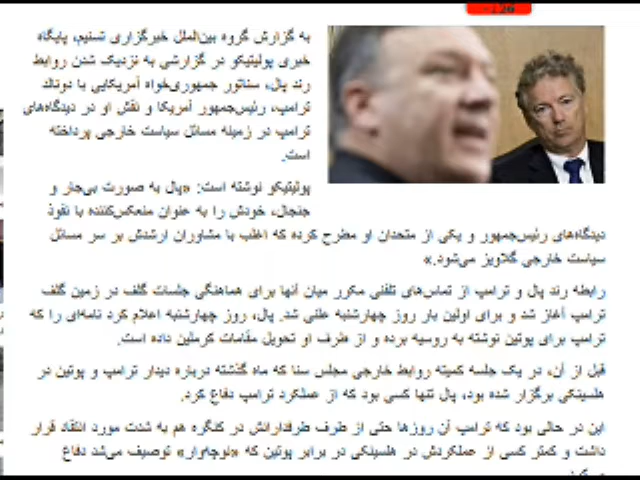 به گزارش گروه بین‌الملل خبرگزاری تسنیم، پایگاه
خبری پولیتیکو در گزارشی به نزدیک شدن روابط
رند پال، سناتور جمهوری‌خواه آمریکایی با دونالد
ترامپ، رئیس‌جمهور آمریکا و نقش او در دیدگاه‌های
ترامپ در زمینه مسائل سیاست خارجی پرداخته
است.
پولیتیکو نوشته است: «پال به صورت بی‌جار و
جنجال، خودش را به عنوان منعکس‌کننده یا نفوذ
دیدگاه‌های رئیس‌جمهور و یکی از متحدان او مطرح کرده که اغلب با مشاوران ارشدش بر سر مسائل
سیاست خارجی گلاویز می‌شود.»
رابطه رند پال و ترامپ از تماس‌های تلفنی مکرر میان آنها برای هماهنگی جلسات گلف در زمین گلف
ترامپ آغاز شد و برای اولین بار روز چهارشنبه علنی شد. پال، روز چهارشنبه اعلام کرد نامه‌ای را که
ترامپ برای پوتین نوشته به روسیه برده و از طرف او تحویل مقامات کرملین داده است.
قبل از آن، در یک جلسه کمیته روابط خارجی مجلس سنا که ماه گذشته درباره دیدار ترامپ و پوتین در
هلسینکی برگزار شده بود، پال تنها کسی بود که از عملکرد ترامپ دفاع کرد.
این در حالی بود که ترامپ آن روزها حتی از طرف طرفدارانش در کنگره هم به شدت مورد انتقاد قرار
داشت و کمتر کسی از عملکردش در هلسینکی در برابر پوتین که «نوچه‌وار» توصیف می‌شد دفاع